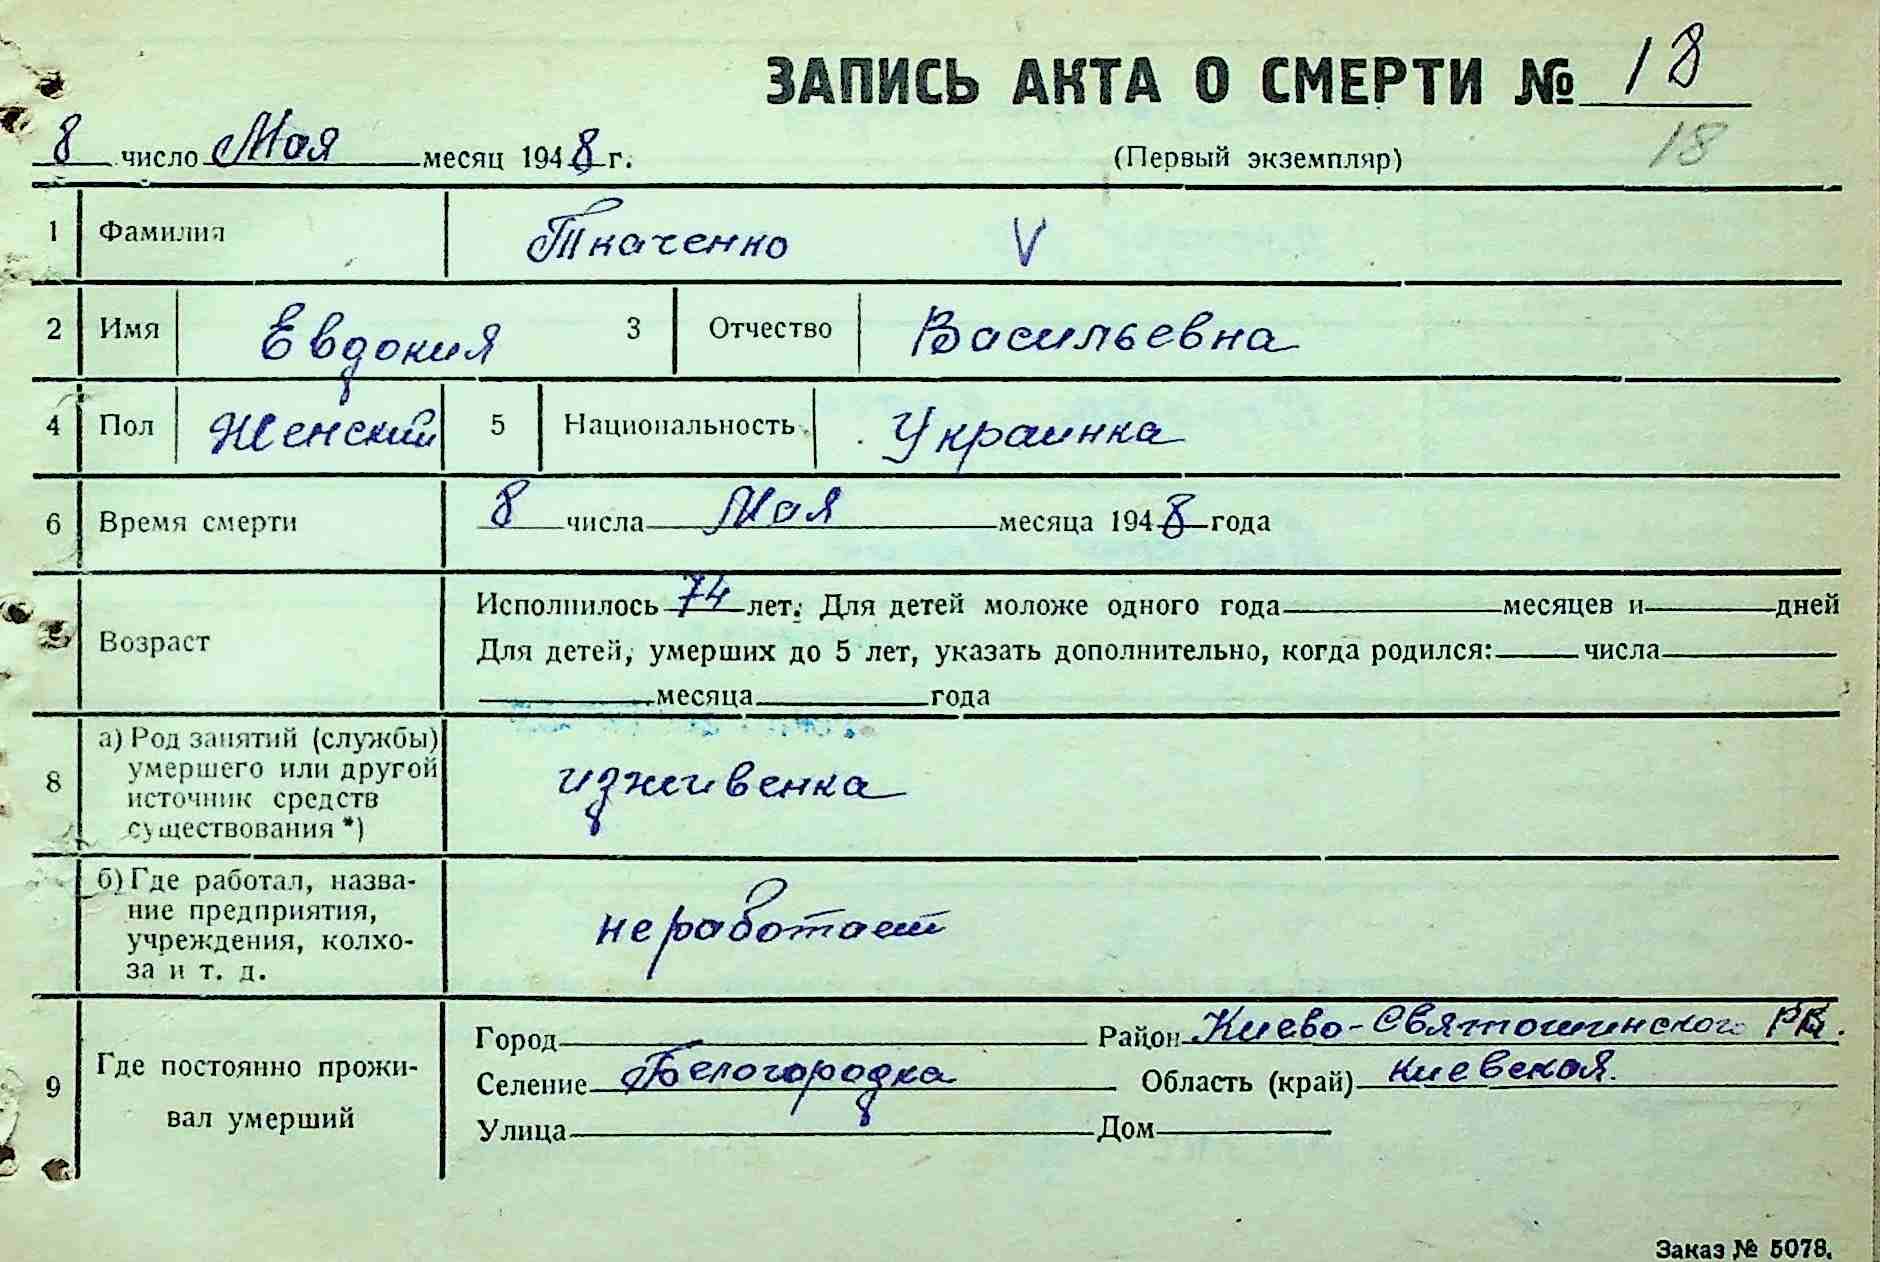 ЗАПИСЬ АКТА О СМЕРТИ № 18
8 число Мая месяц 1948 г. (Первый экземпляр) 18
1 Фамилия Ткаченко V
2 Имя Евдокия 3 Отчество Васильевна
4 Пол Женский 5 Национальность Украинка
6 Время смерти 8 числа Мая месяца 1948 года
Исполнилось 74 лет. Для детей моложе одного года месяцев и дней
Возраст Для детей, умерших до 5 лет, указать дополнительно, когда родился: числа
месяца года
а) Род занятий (службы)
умершего или другой
8 источник средств
существования *)
иждивенка
б) Где работал, назва-
ние предприятия,
учреждения, колхо-
за и т. д.
не работает
9 Где постоянно прожи-
вал умерший
Город Район Киево-Святошинского
Селение Белогородка Область (край) Киевская.
Улица Дом
Заказ № 5078.